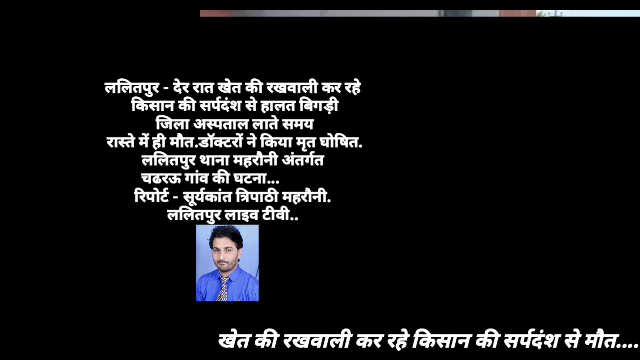 ललितपुर - देर रात खेत की रखवाली कर रहे
किसान की सर्पदंश से हालत बिगड़ी
जिला अस्पताल लाते समय
रास्ते में ही मौत.डॉक्टरों ने किया मृत घोषित.
ललितपुर थाना महरौनी अंतर्गत
चढरऊ गांव की घटना...
रिपोर्ट - सूर्यकांत त्रिपाठी महरौनी.
ललितपुर लाइव टीवी..
खेत की रखवाली कर रहे किसान की सर्पदंश से मौत....